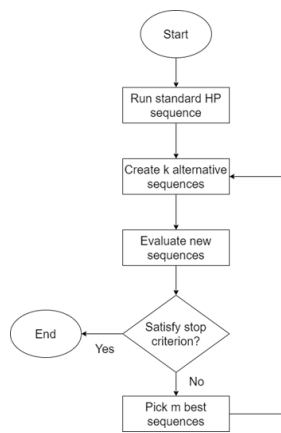 Start
Run standard HP
sequence
Create k alternative
sequences
Evaluate new
sequences
Satisfy stop
criterion?
End
Yes
No
Pick m best
sequences